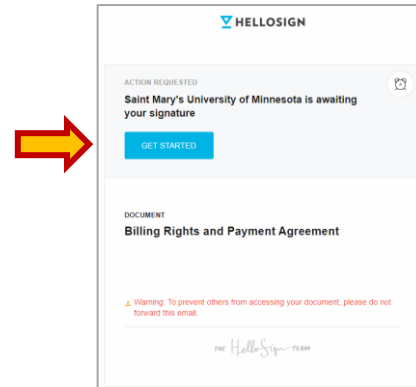 HELLOSIGN
ACTION REQUESTED
Saint Mary's University of Minnesota is awaiting
your signature
GET STARTED
DOCUMENT
Billing Rights and Payment Agreement
Warning: To prevent others from accessing your document, please do not
forward this email.
THE HelloSign TEAM